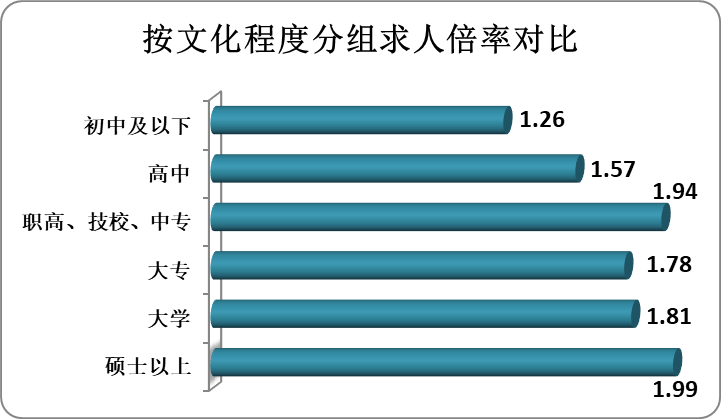 按文化程度分组求人倍率对比
初中及以下 1.26
高中 1.57
职高、技校、中专 1.94
大专 1.78
大学 1.81
硕士以上 1.99